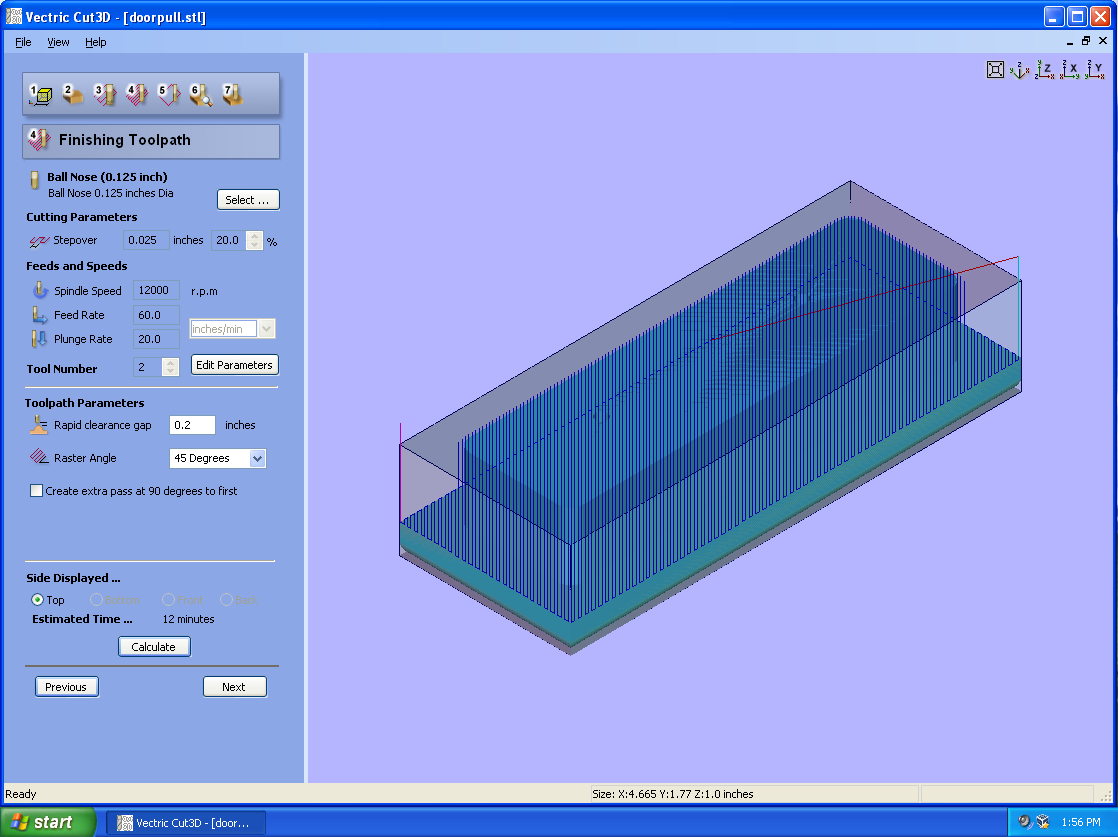 Vectric Cut3D - [doorpull.stl]
File View Help
1 2 3 4 5 6 7
4 Finishing Toolpath
Ball Nose (0.125 inch)
Ball Nose 0.125 inches Dia
Select ...
Cutting Parameters
Stepover 0.025 inches 20.0 %
Feeds and Speeds
Spindle Speed 12000 r.p.m
Feed Rate 60.0
inches/min
Plunge Rate 20.0
Tool Number 2 Edit Parameters
Toolpath Parameters
Rapid clearance gap 0.2 inches
Raster Angle 45 Degrees
Create extra pass at 90 degrees to first
Side Displayed ...
Top Bottom Front Back
Estimated Time ... 12 minutes
Calculate
Previous Next
Ready Size: X:4.665 Y:1.77 Z:1.0 inches
start Vectric Cut3D - [door... 1:56 PM